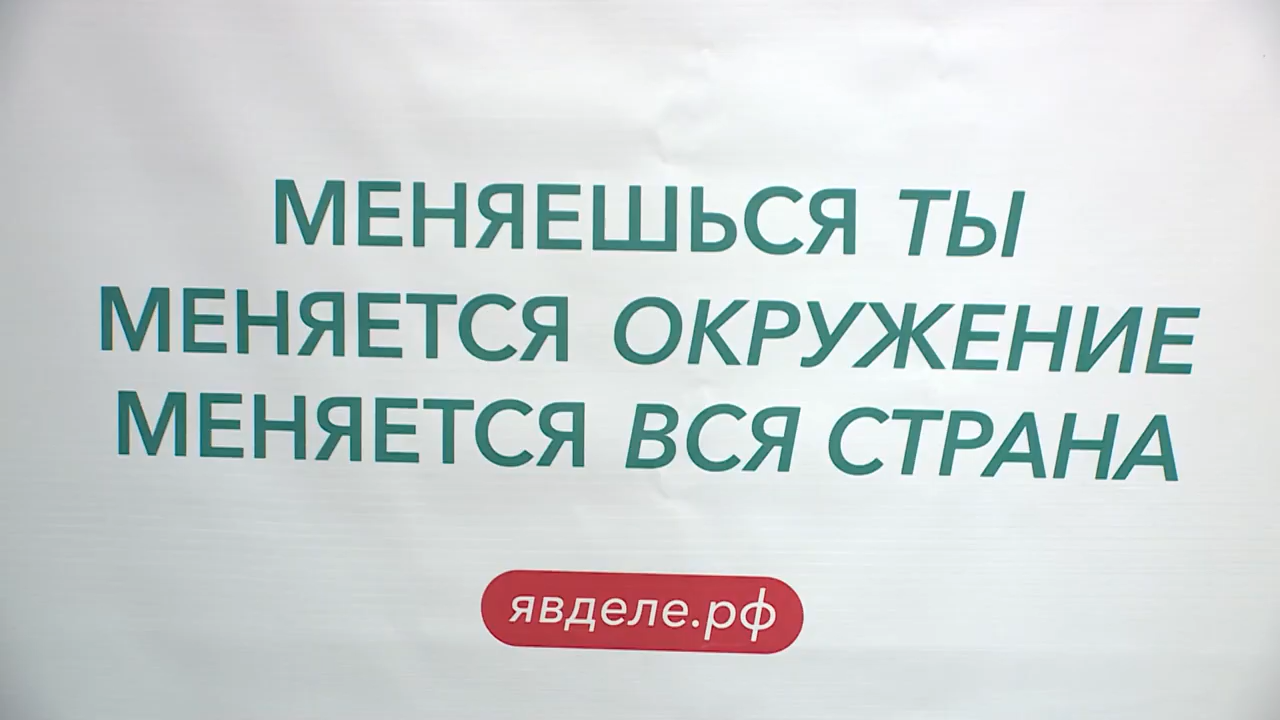 МЕНЯЕШЬСЯ ТЫ
МЕНЯЕТСЯ ОКРУЖЕНИЕ
МЕНЯЕТСЯ ВСЯ СТРАНА
явделе.рф